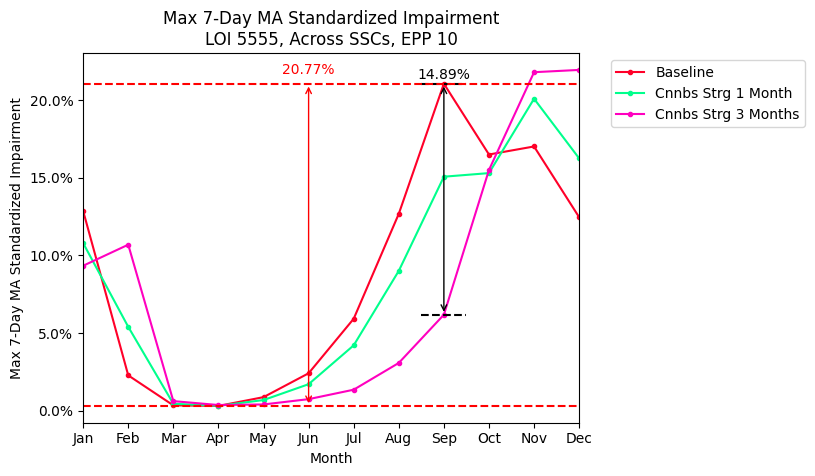 Max 7-Day MA Standardized Impairment
LOI 5555, Across SSCs, EPP 10
20.77%
14.89%
Baseline
Cnnbs Strg 1 Month
Cnnbs Strg 3 Months
Max 7-Day MA Standardized Impairment
20.0%
15.0%
10.0%
5.0%
0.0%
Jan Feb Mar Apr May Jun Jul Aug Sep Oct Nov Dec
Month